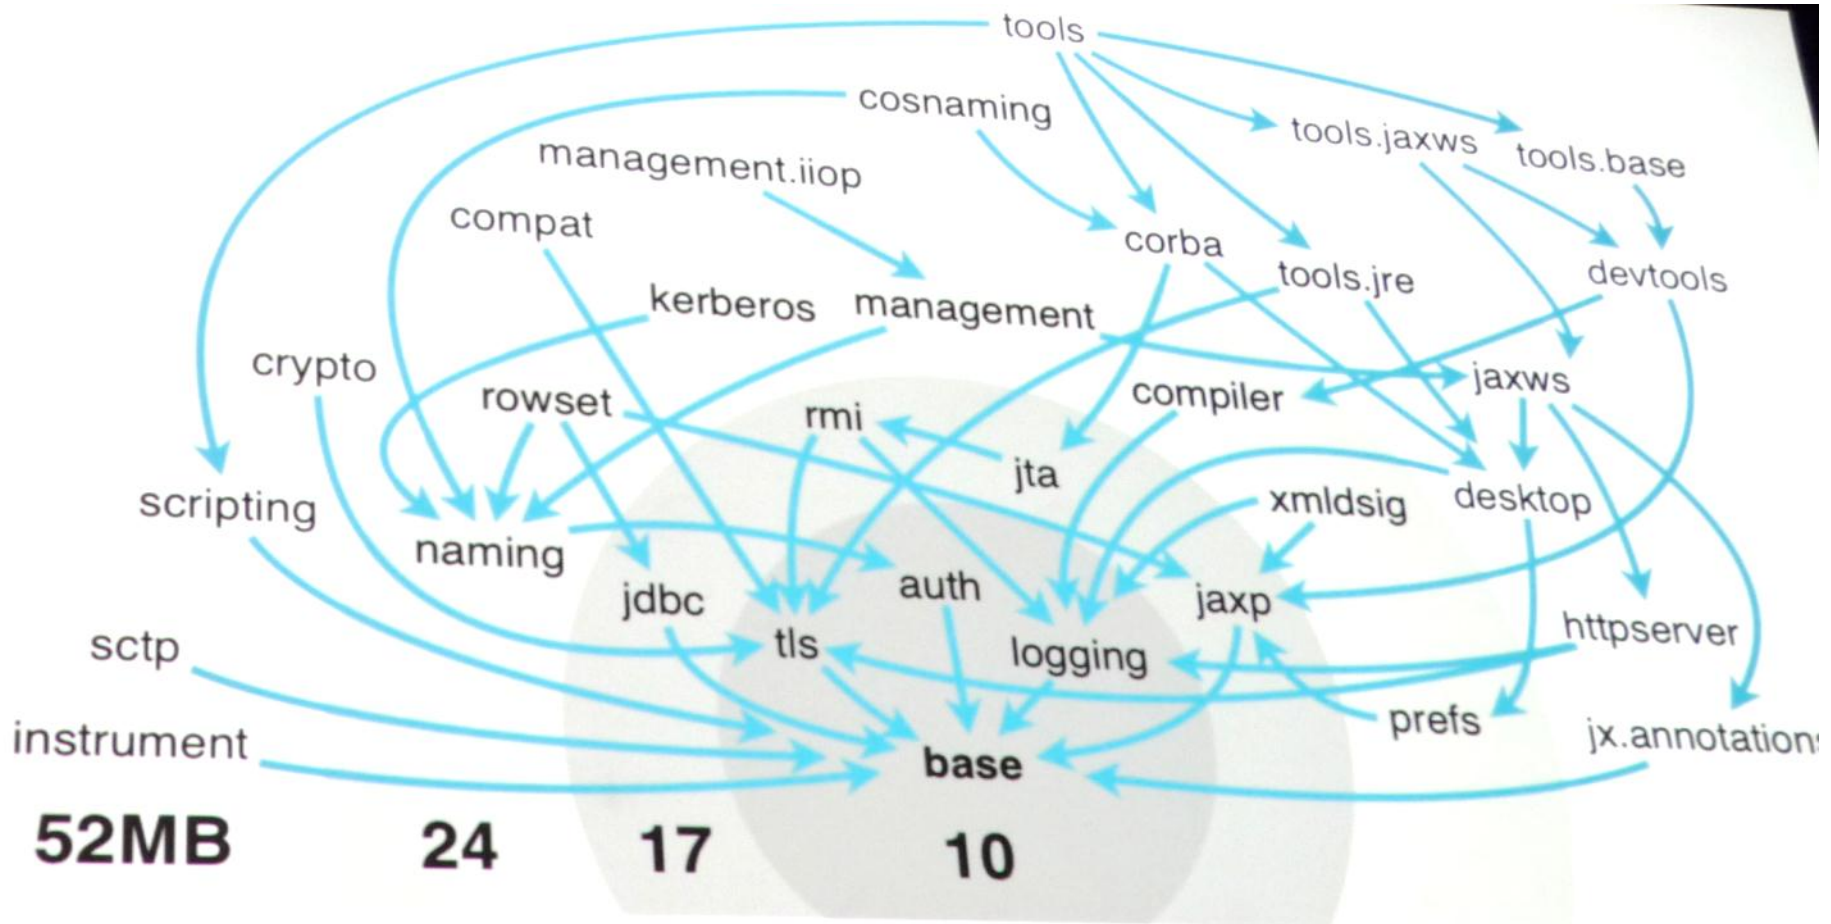 tools
cosnaming
tools.jaxws
tools.base
management.iiop
compat
corba
tools.jre
devtools
kerberos
management
crypto
rowset
rmi
compiler
jaxws
jta
scripting
xmldsig
desktop
naming
jdbc
auth
jaxp
sctp
tls
logging
httpserver
instrument
base
prefs
jx.annotations
52MB 24 17 10